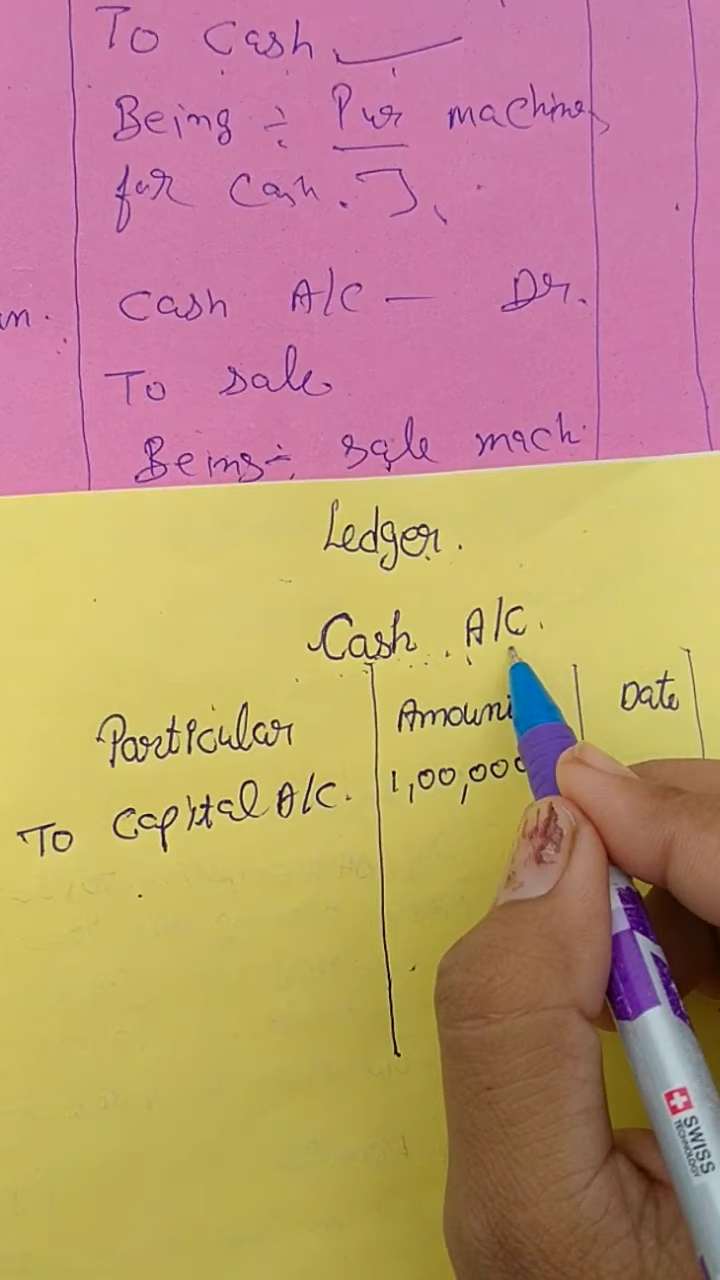 To Cash
Being ÷ Pur machine
for Cash.
Cash A/C — Dr.
To sale
Being ÷ sale mach.
Ledger.
Cash A/C.
Particular Amount Date
To Capital A/C. 1,00,000
SWISS
TECHNOLOGY